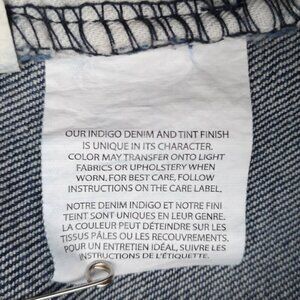 OUR INDIGO DENIM AND TINT FINISH
IS UNIQUE IN ITS CHARACTER.
COLOR MAY TRANSFER ONTO LIGHT
FABRICS OR UPHOLSTERY WHEN
WORN. FOR BEST CARE, FOLLOW
INSTRUCTIONS ON THE CARE LABEL.
NOTRE DENIM INDIGO ET NOTRE FINI
TEINT SONT UNIQUES EN LEUR GENRE.
LA COULEUR PEUT DÉTEINDRE SUR LES
TISSUS PÂLES OU LES RECOUVREMENTS.
POUR UN ENTRETIEN IDÉAL, SUIVRE LES
INSTRUCTIONS DE L'ÉTIQUETTE.